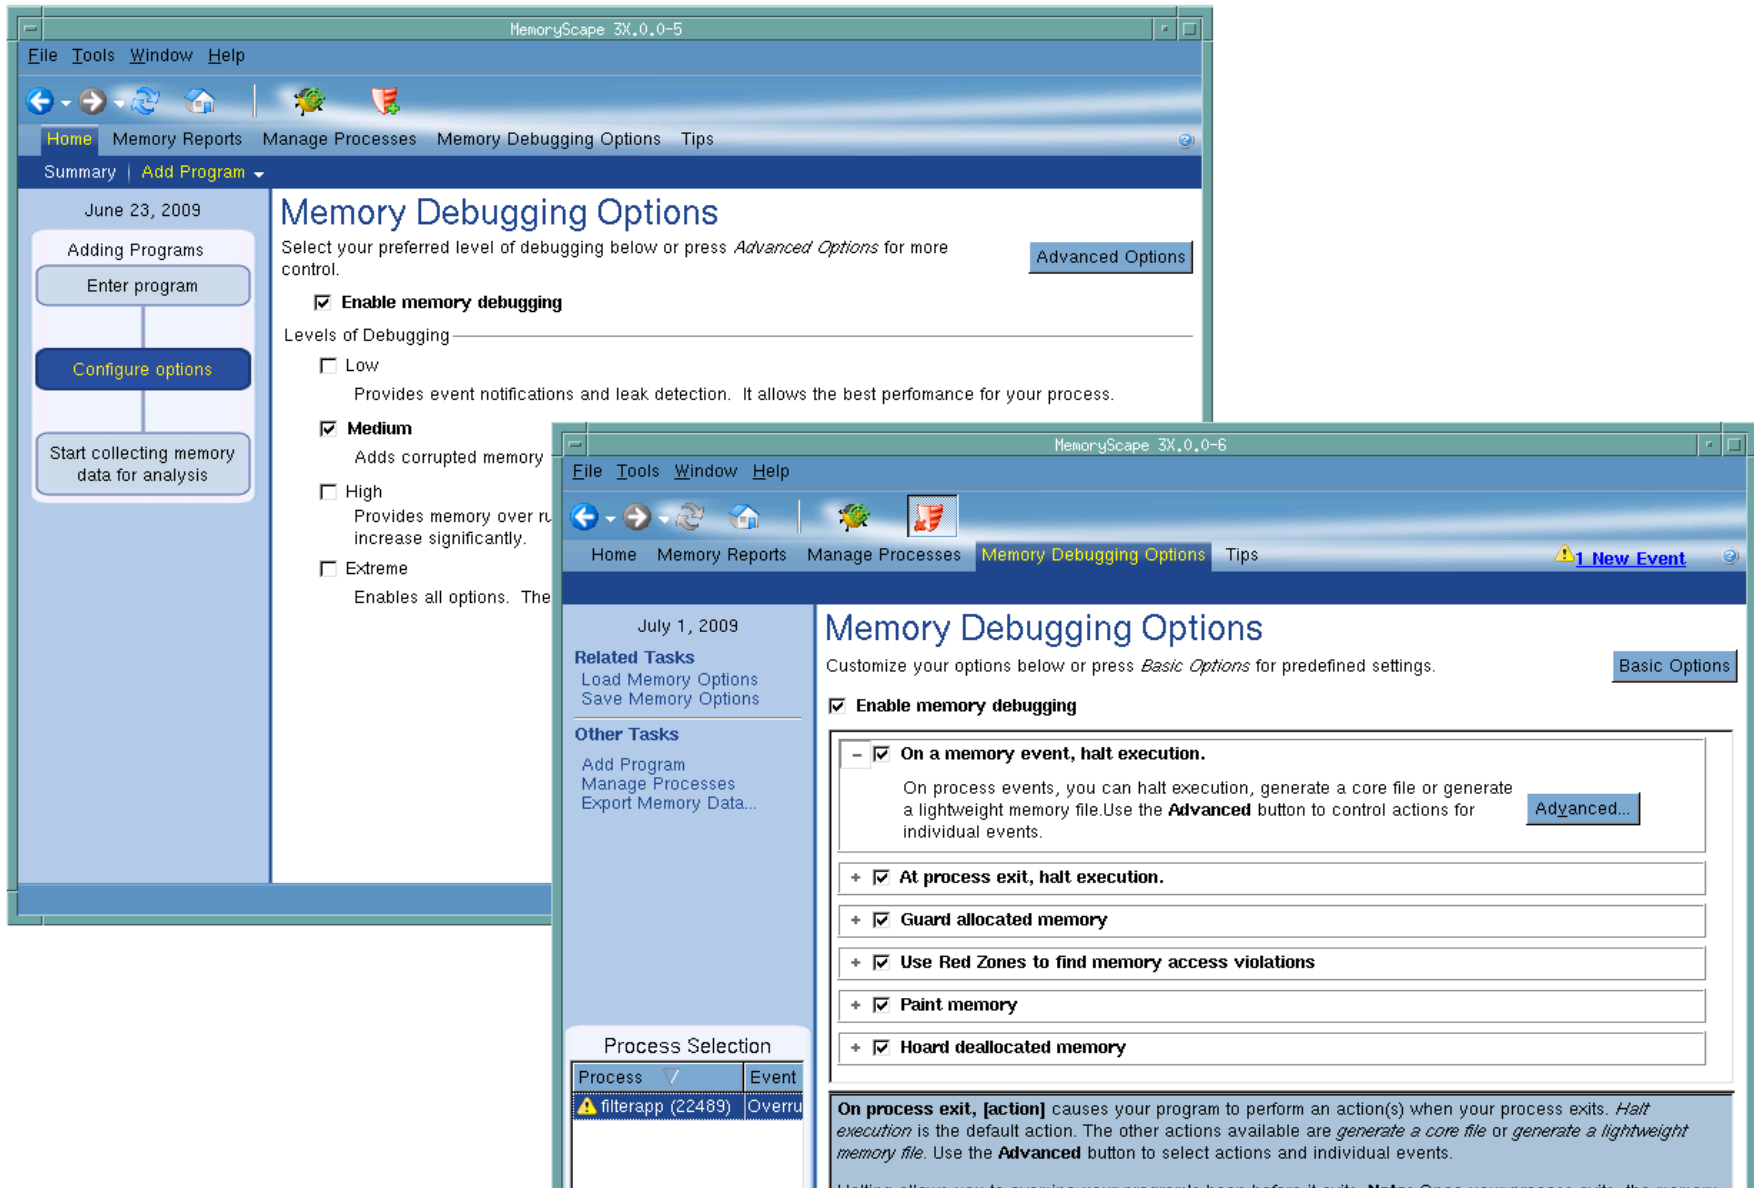 MemoryScape 3X.0.0-5
File Tools Window Help
Home Memory Reports Manage Processes Memory Debugging Options Tips
Summary | Add Program
June 23, 2009
Adding Programs
Enter program
Configure options
Start collecting memory
data for analysis
Memory Debugging Options
Select your preferred level of debugging below or press Advanced Options for more
control.
Advanced Options
Enable memory debugging
Levels of Debugging
Low
Provides event notifications and leak detection. It allows the best perfomance for your process.
Medium
Adds corrupted memory
High
Provides memory over ru
increase significantly.
Extreme
Enables all options. The
MemoryScape 3X.0.0-6
File Tools Window Help
Home Memory Reports Manage Processes Memory Debugging Options Tips
1 New Event
July 1, 2009
Related Tasks
Load Memory Options
Save Memory Options
Other Tasks
Add Program
Manage Processes
Export Memory Data...
Process Selection
Process Event
filterapp (22489) Overru
Memory Debugging Options
Customize your options below or press Basic Options for predefined settings.
Basic Options
Enable memory debugging
On a memory event, halt execution.
On process events, you can halt execution, generate a core file or generate
a lightweight memory file.Use the Advanced button to control actions for
individual events.
Advanced...
At process exit, halt execution.
Guard allocated memory
Use Red Zones to find memory access violations
Paint memory
Hoard deallocated memory
On process exit, [action] causes your program to perform an action(s) when your process exits. Halt
execution is the default action. The other actions available are generate a core file or generate a lightweight
memory file. Use the Advanced button to select actions and individual events.